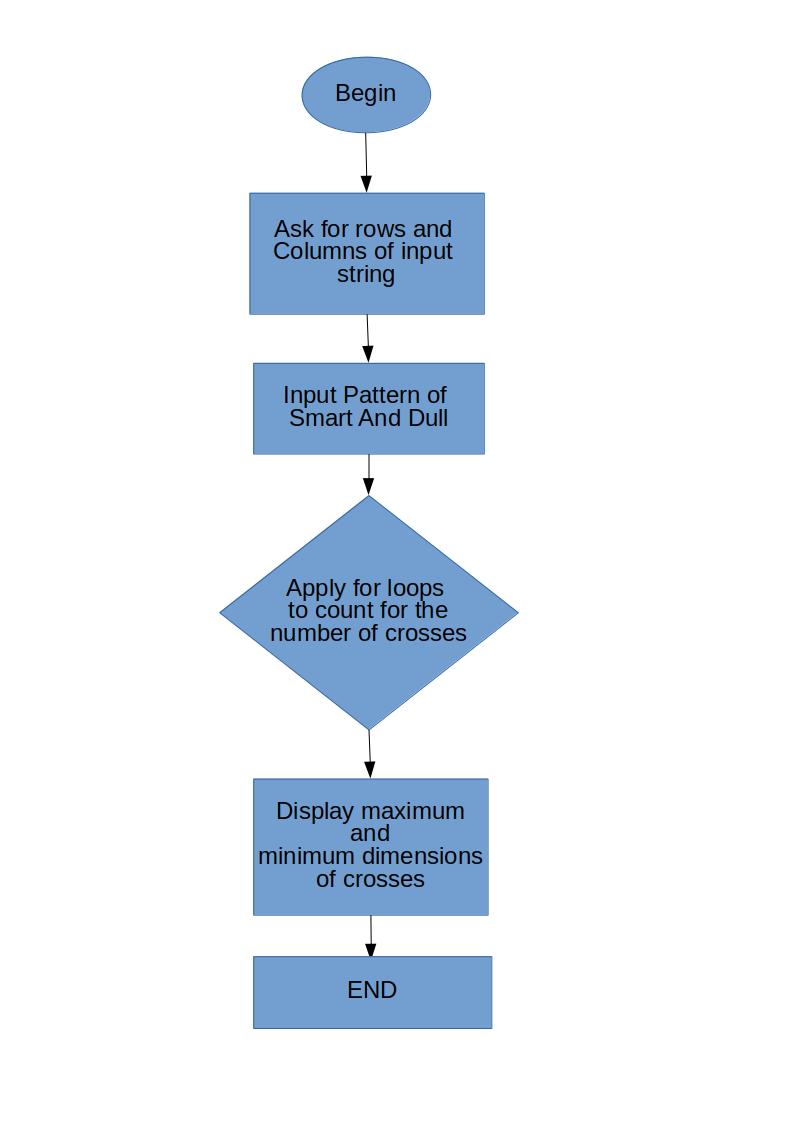 Begin
Ask for rows and
Columns of input
string
Input Pattern of
Smart And Dull
Apply for loops
to count for the
number of crosses
Display maximum
and
minimum dimensions
of crosses
END